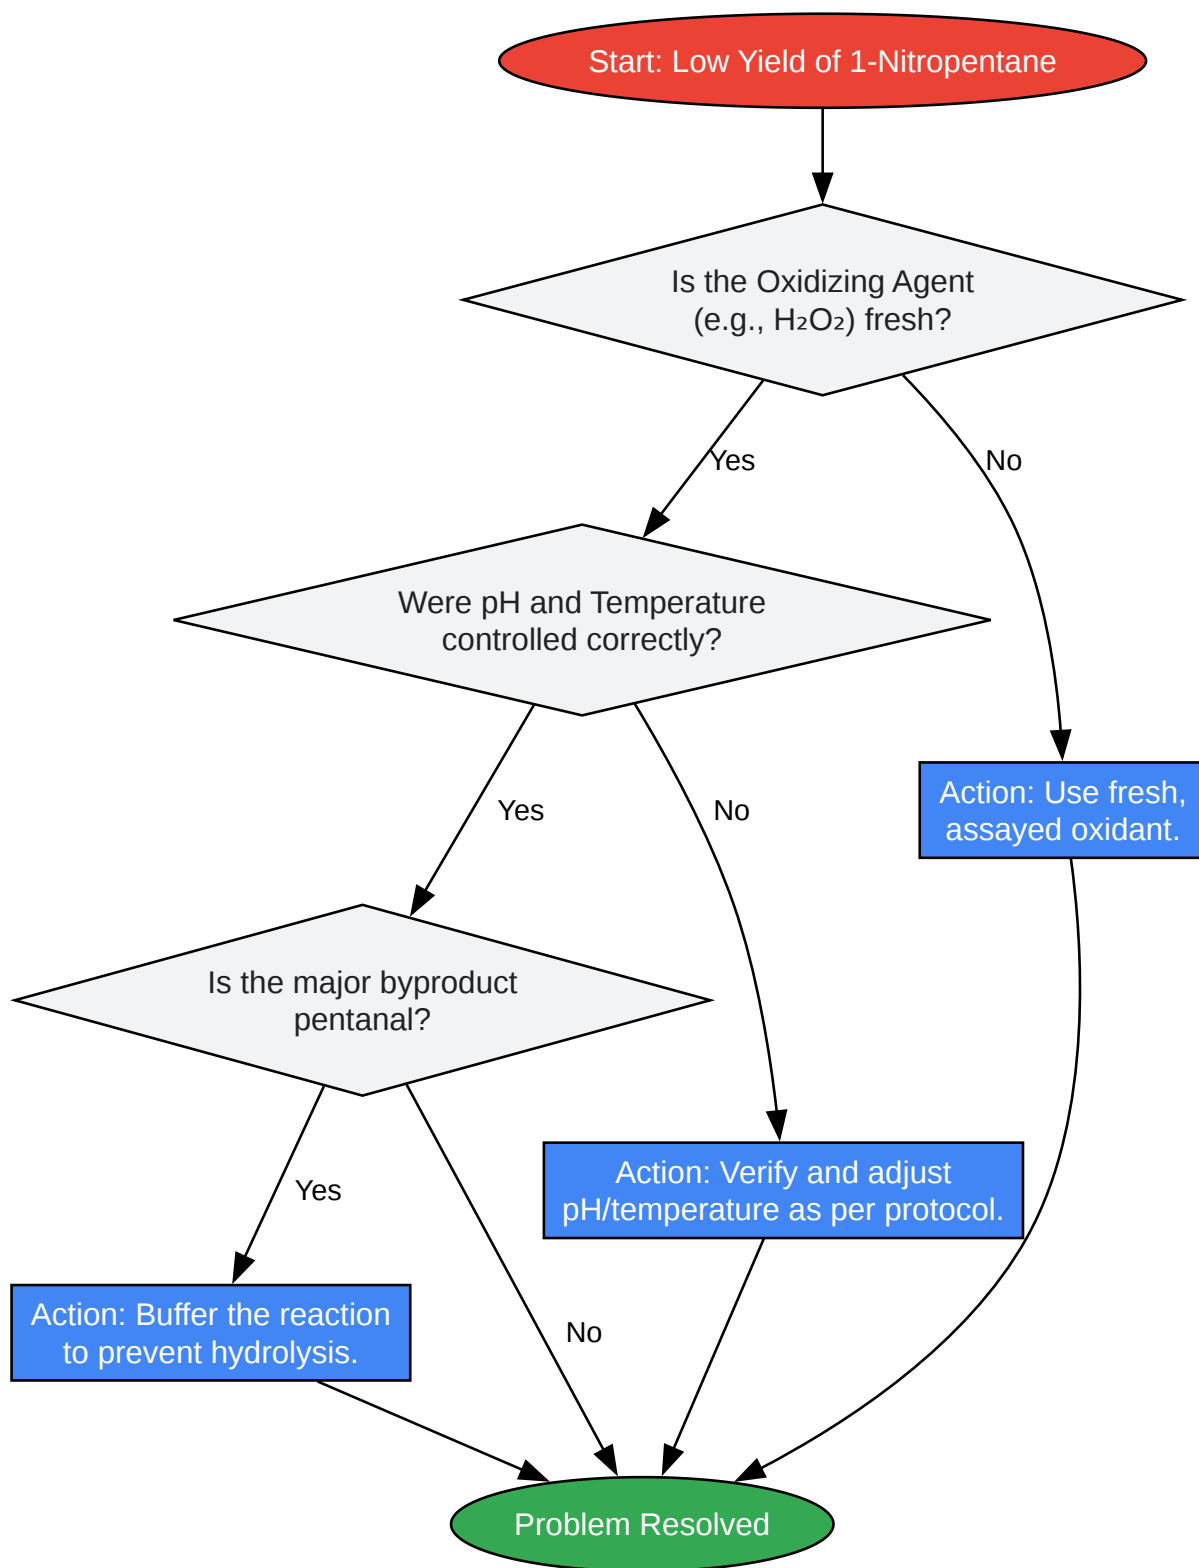 Start: Low Yield of 1-Nitropentane
Is the Oxidizing Agent
(e.g., H₂O₂) fresh?
Yes
No
Were pH and Temperature
controlled correctly?
Yes
No
Action: Use fresh,
assayed oxidant.
Is the major byproduct
pentanal?
Yes
Action: Verify and adjust
pH/temperature as per protocol.
Action: Buffer the reaction
to prevent hydrolysis.
No
Problem Resolved